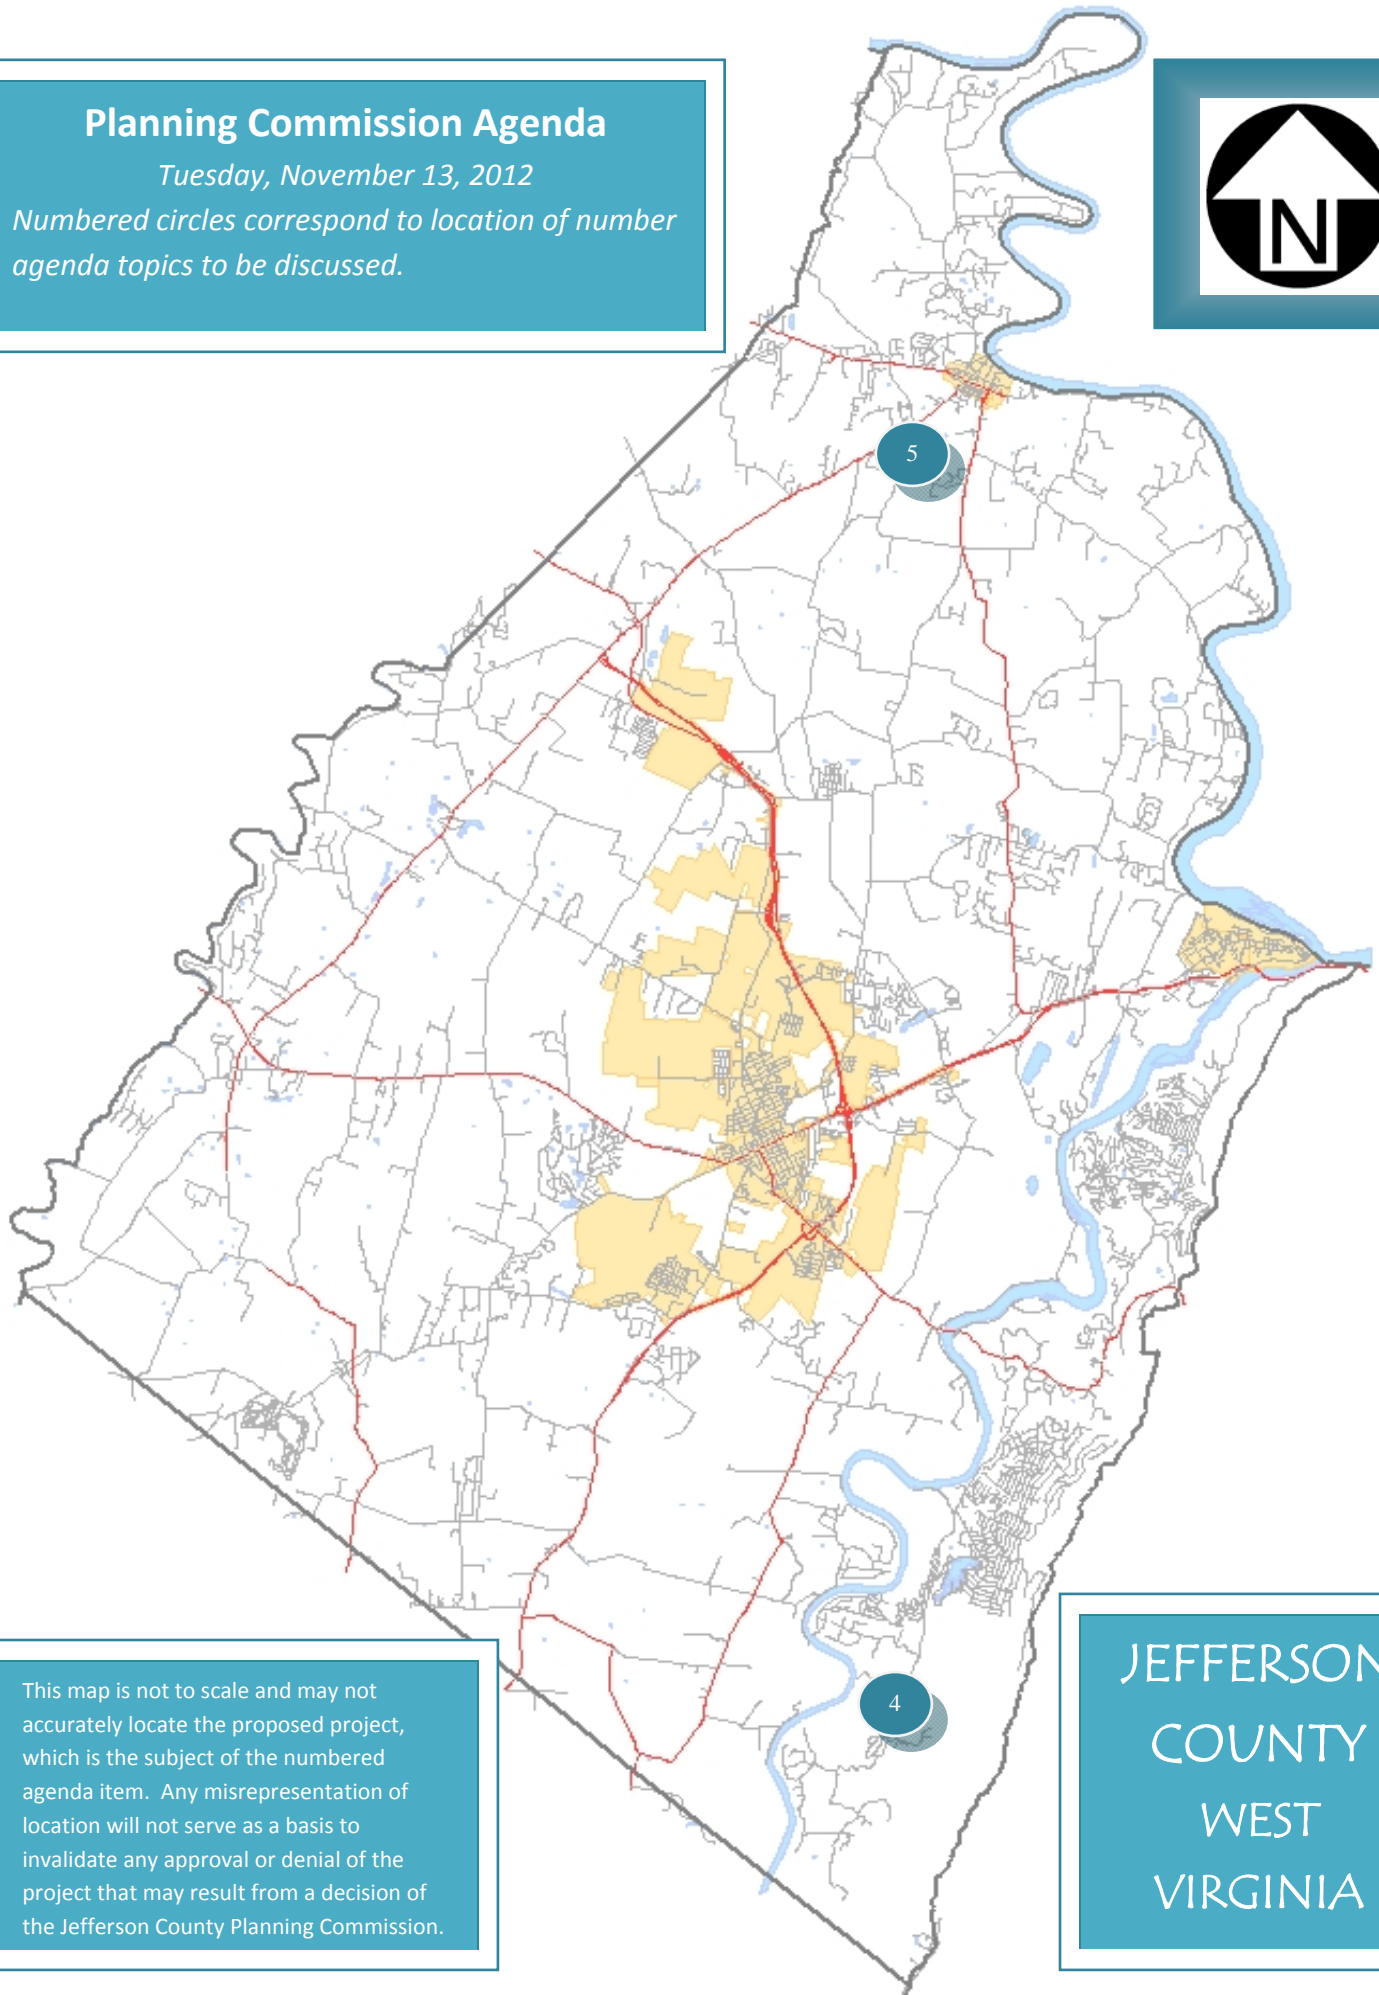 Planning Commission Agenda
Tuesday, November 13, 2012
Numbered circles correspond to location of number
agenda topics to be discussed.
N
5
4
This map is not to scale and may not
accurately locate the proposed project,
which is the subject of the numbered
agenda item.  Any misrepresentation of
location will not serve as a basis to
invalidate any approval or denial of the
project that may result from a decision of
the Jefferson County Planning Commission.
JEFFERSON
COUNTY
WEST
VIRGINIA